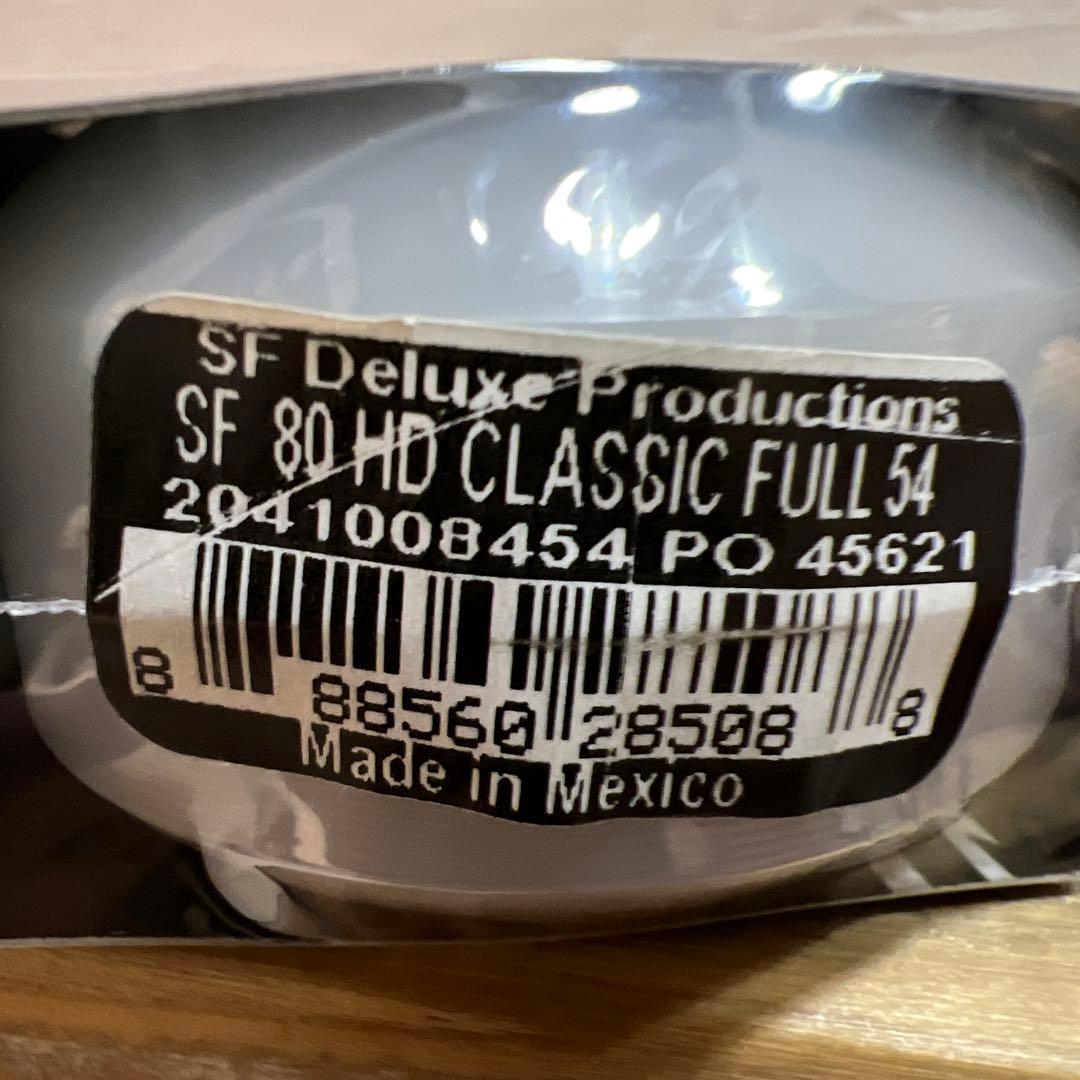 SF Deluxe Productions
SF 80 HD CLASSIC FULL 54
2041008454 PO 45621
8 88560 28508 8
Made in Mexico